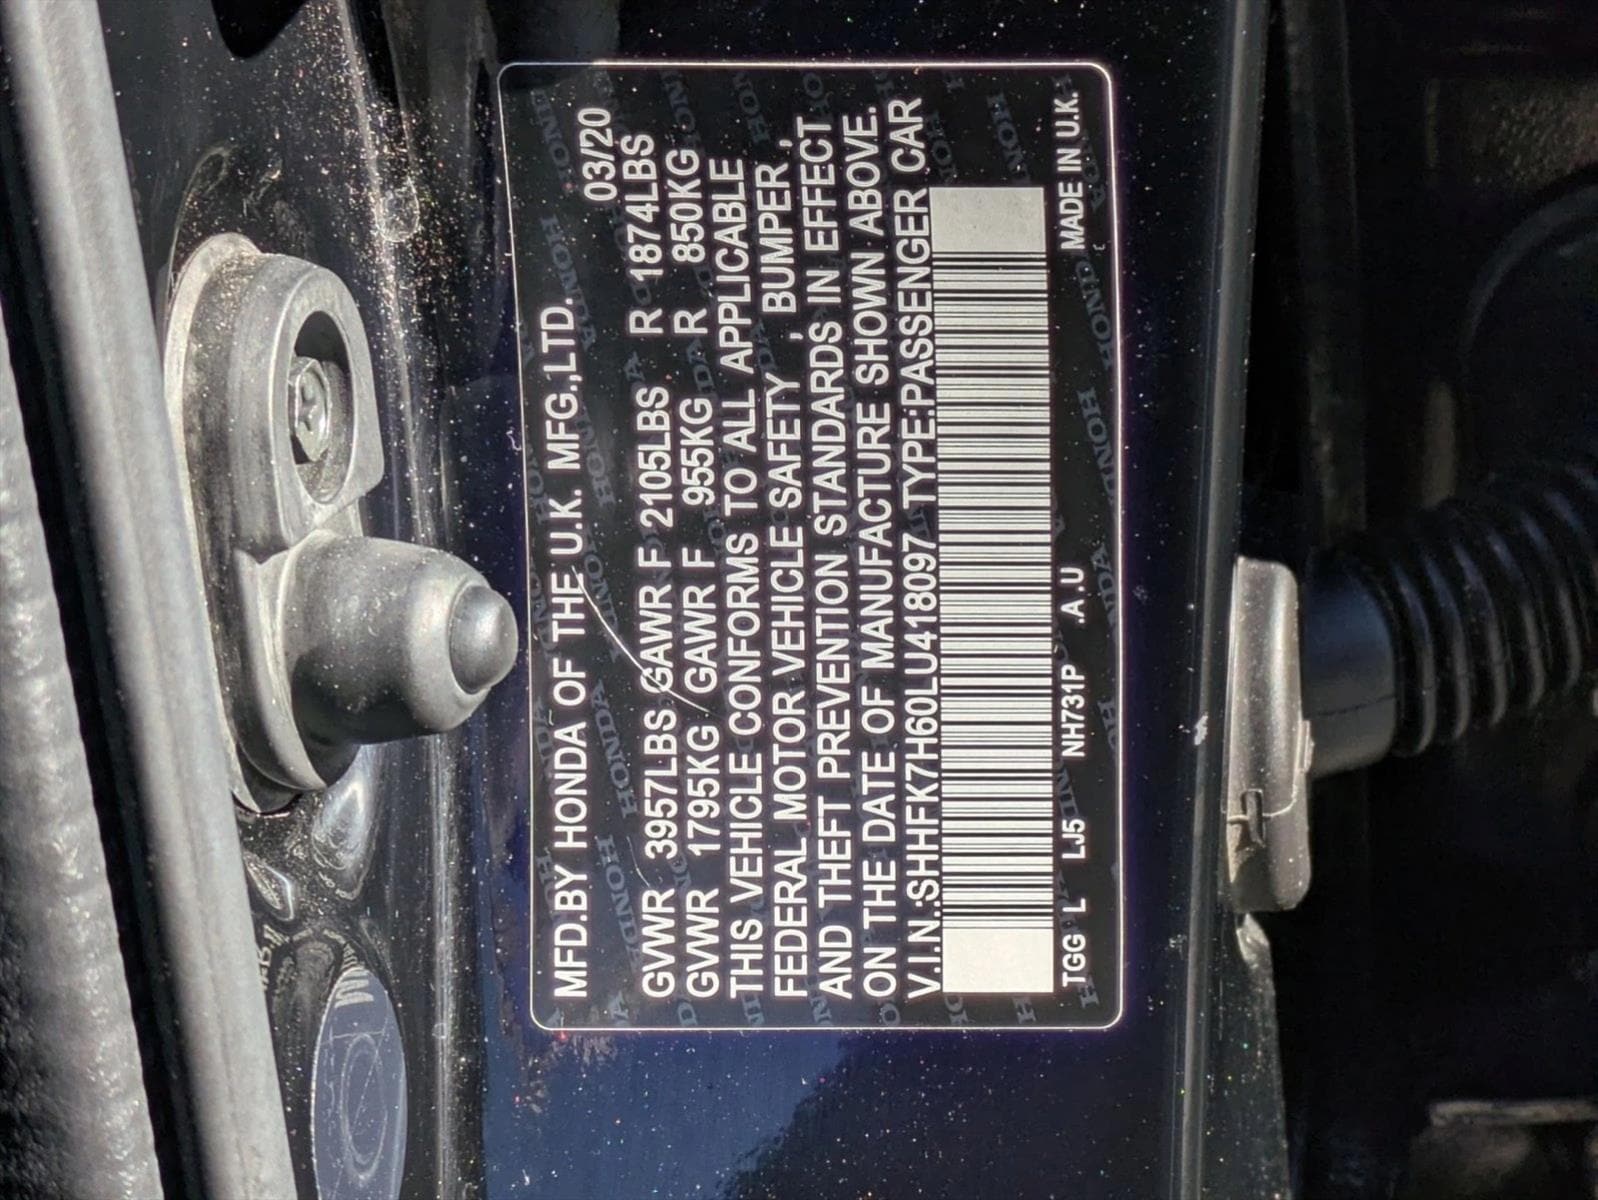 MFD.BY HONDA OF THE U.K. MFG.,LTD.
03/20
GVWR 3957LBS GAWR F 2105LBS R 1874LBS
GVWR 1795KG GAWR F 955KG R 850KG
THIS VEHICLE CONFORMS TO ALL APPLICABLE
FEDERAL MOTOR VEHICLE SAFETY , BUMPER ,
AND THEFT PREVENTION STANDARDS IN EFFECT
ON THE DATE OF MANUFACTURE SHOWN ABOVE.
V.I.N.:SHHFK7H60LU418097 TYPE:PASSENGER CAR
TGG L LJ5 NH731P .A.U MADE IN U.K.